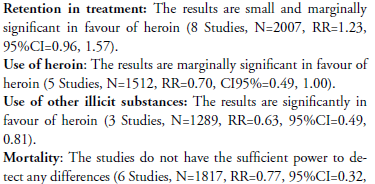 Retention in treatment: The results are small and marginally
significant in favour of heroin (8 Studies, N=2007, RR=1.23,
95%CI=0.96, 1.57).
Use of heroin: The results are marginally significant in favour of
heroin (5 Studies, N=1512, RR=0.70, CI95%=0.49, 1.00).
Use of other illicit substances: The results are significantly in
favour of heroin (3 Studies, N=1289, RR=0.63, 95%CI=0.49,
0.81).
Mortality: The studies do not have the sufficient power to de-
tect any differences (6 Studies, N=1817, RR=0.77, 95%CI=0.32,